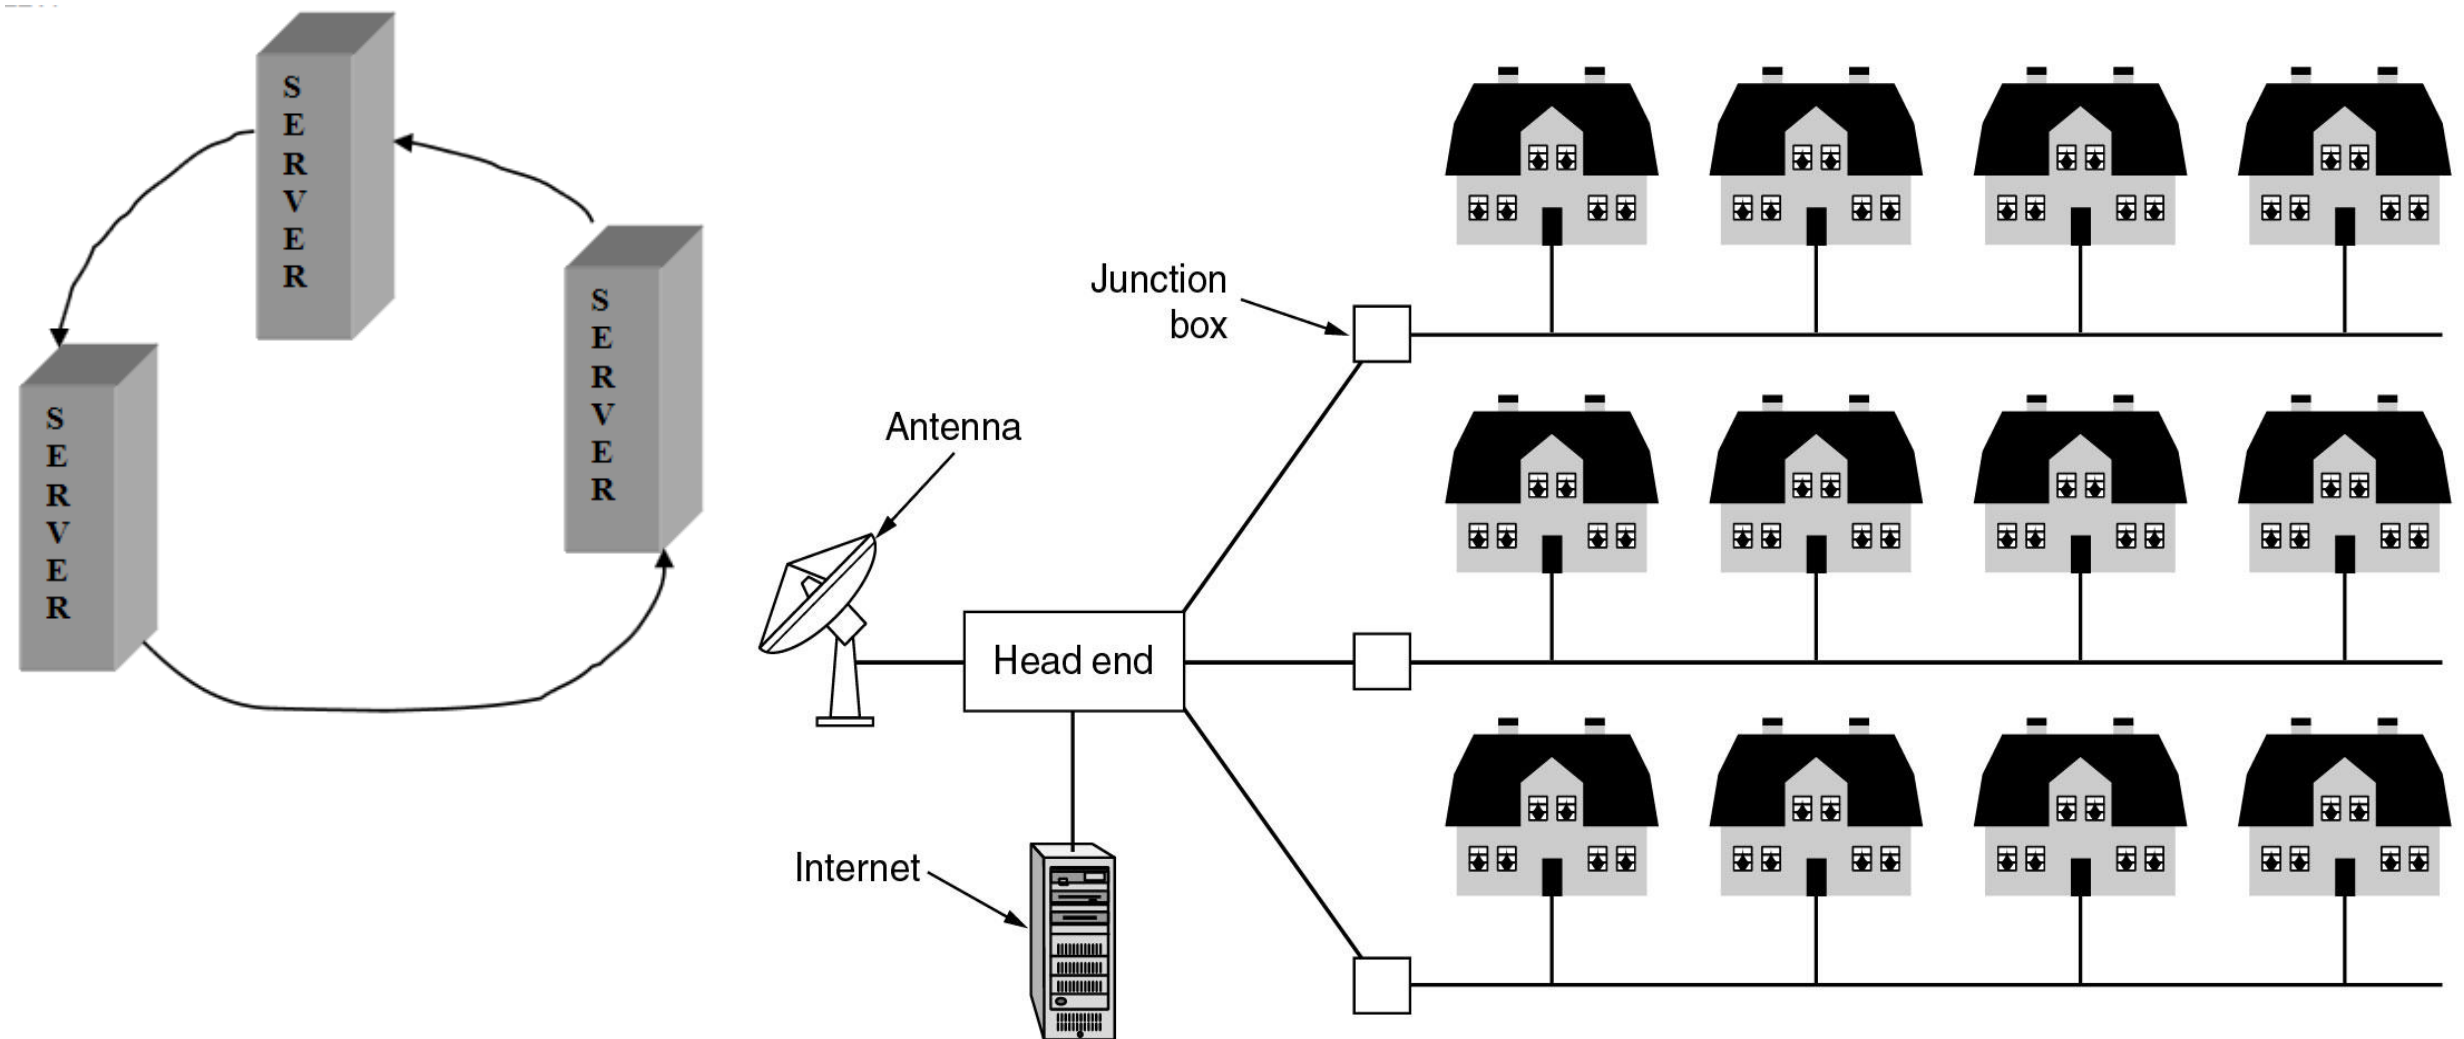 SERVER
SERVER
SERVER
Junction
box
Antenna
Head end
Internet